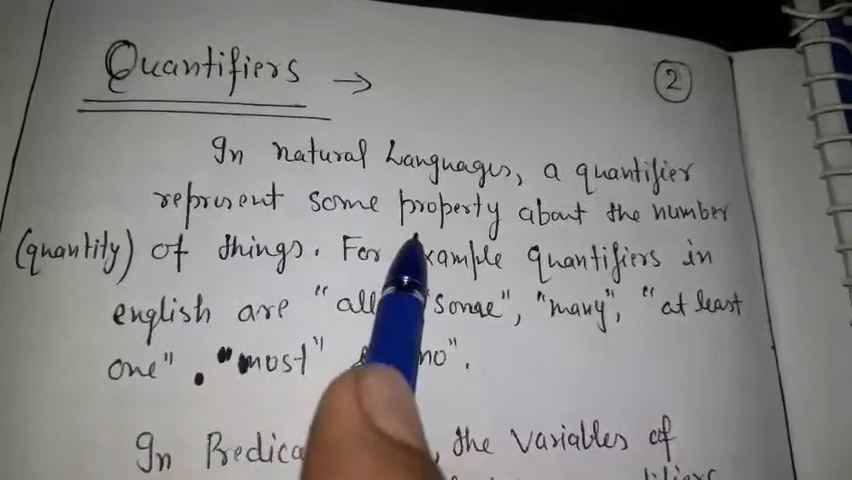 Quantifiers →
2
In natural Languages, a quantifier
represent some property about the number
(quantity) of things. For example quantifiers in
english are "all "some", "many", "at least
one". "most" no".
In the variables of